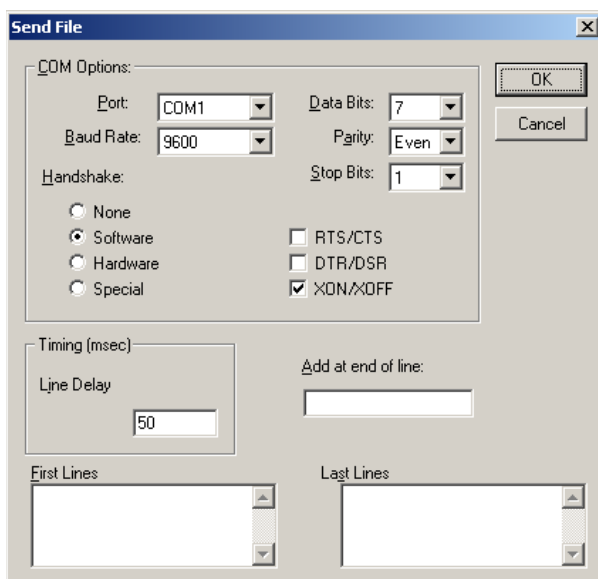 Send File
COM Options:
OK
Port: COM1 Data Bits: 7
Cancel
Baud Rate: 9600 Parity: Even
Handshake: Stop Bits: 1
None
Software RTS/CTS
Hardware DTR/DSR
Special XON/XOFF
Timing (msec)
Add at end of line:
Line Delay
50
First Lines Last Lines